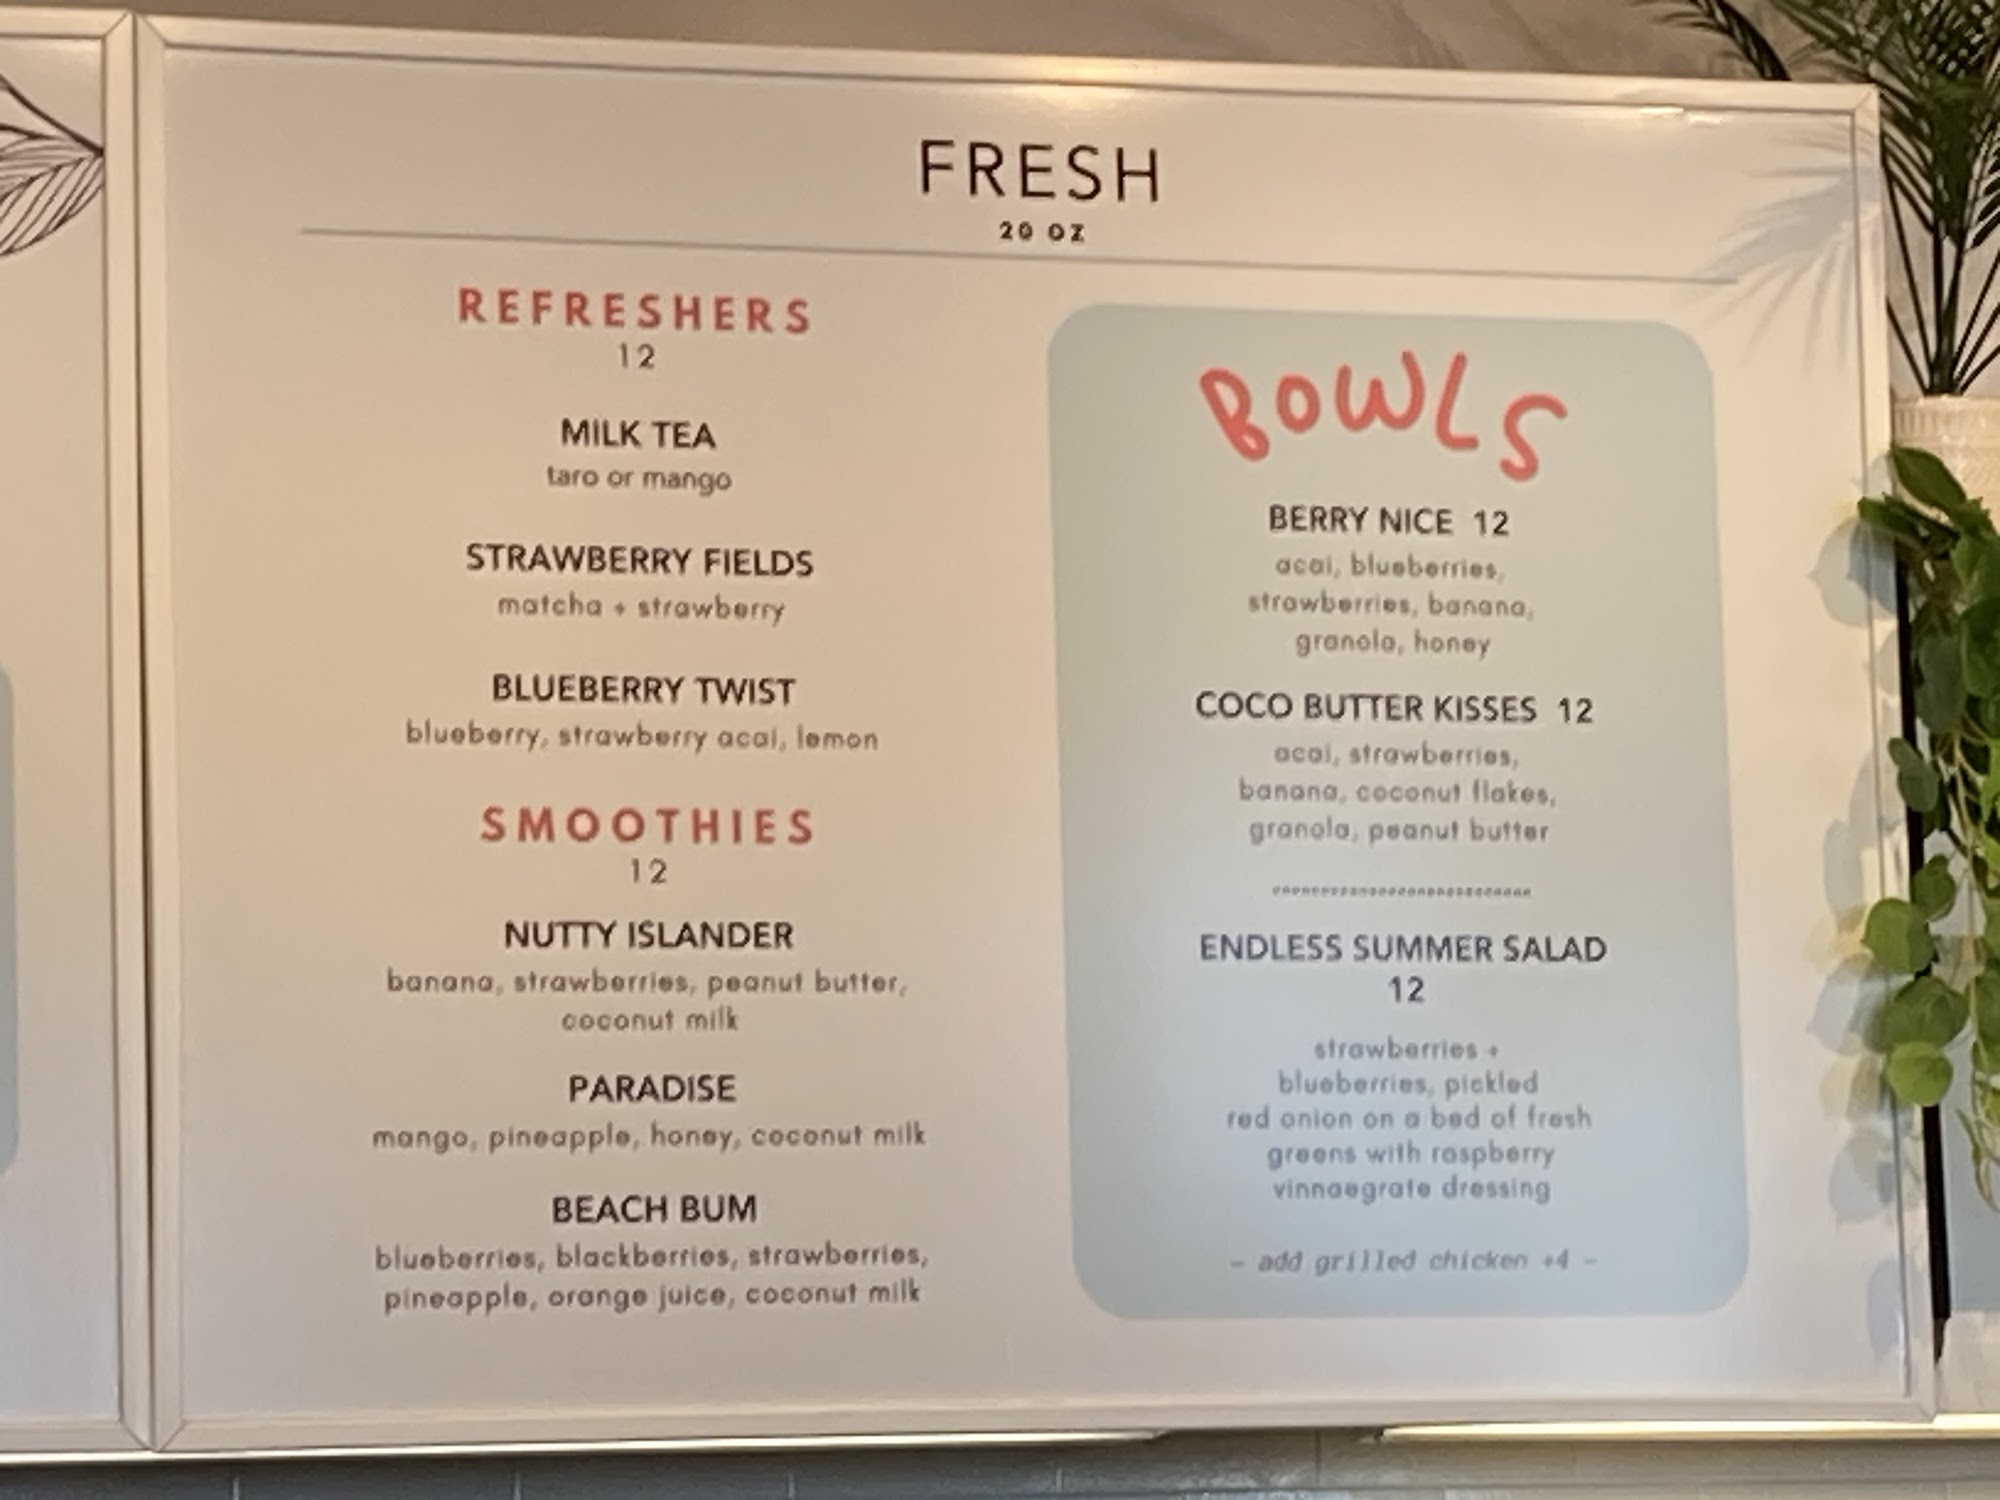 FRESH
20 OZ
REFRESHERS
12
MILK TEA
taro or mango
STRAWBERRY FIELDS
matcha + strawberry
BLUEBERRY TWIST
blueberry, strawberry acai, lemon
SMOOTHIES
12
NUTTY ISLANDER
banana, strawberries, peanut butter,
coconut milk
PARADISE
mango, pineapple, honey, coconut milk
BEACH BUM
blueberries, blackberries, strawberries,
pineapple, orange juice, coconut milk
BOWLS
BERRY NICE 12
acai, blueberries,
strawberries, banana,
granola, honey
COCO BUTTER KISSES 12
acai, strawberries,
banana, coconut flakes,
granola, peanut butter
ENDLESS SUMMER SALAD
12
strawberries +
blueberries, pickled
red onion on a bed of fresh
greens with raspberry
vinnaegrate dressing
- add grilled chicken +4 -